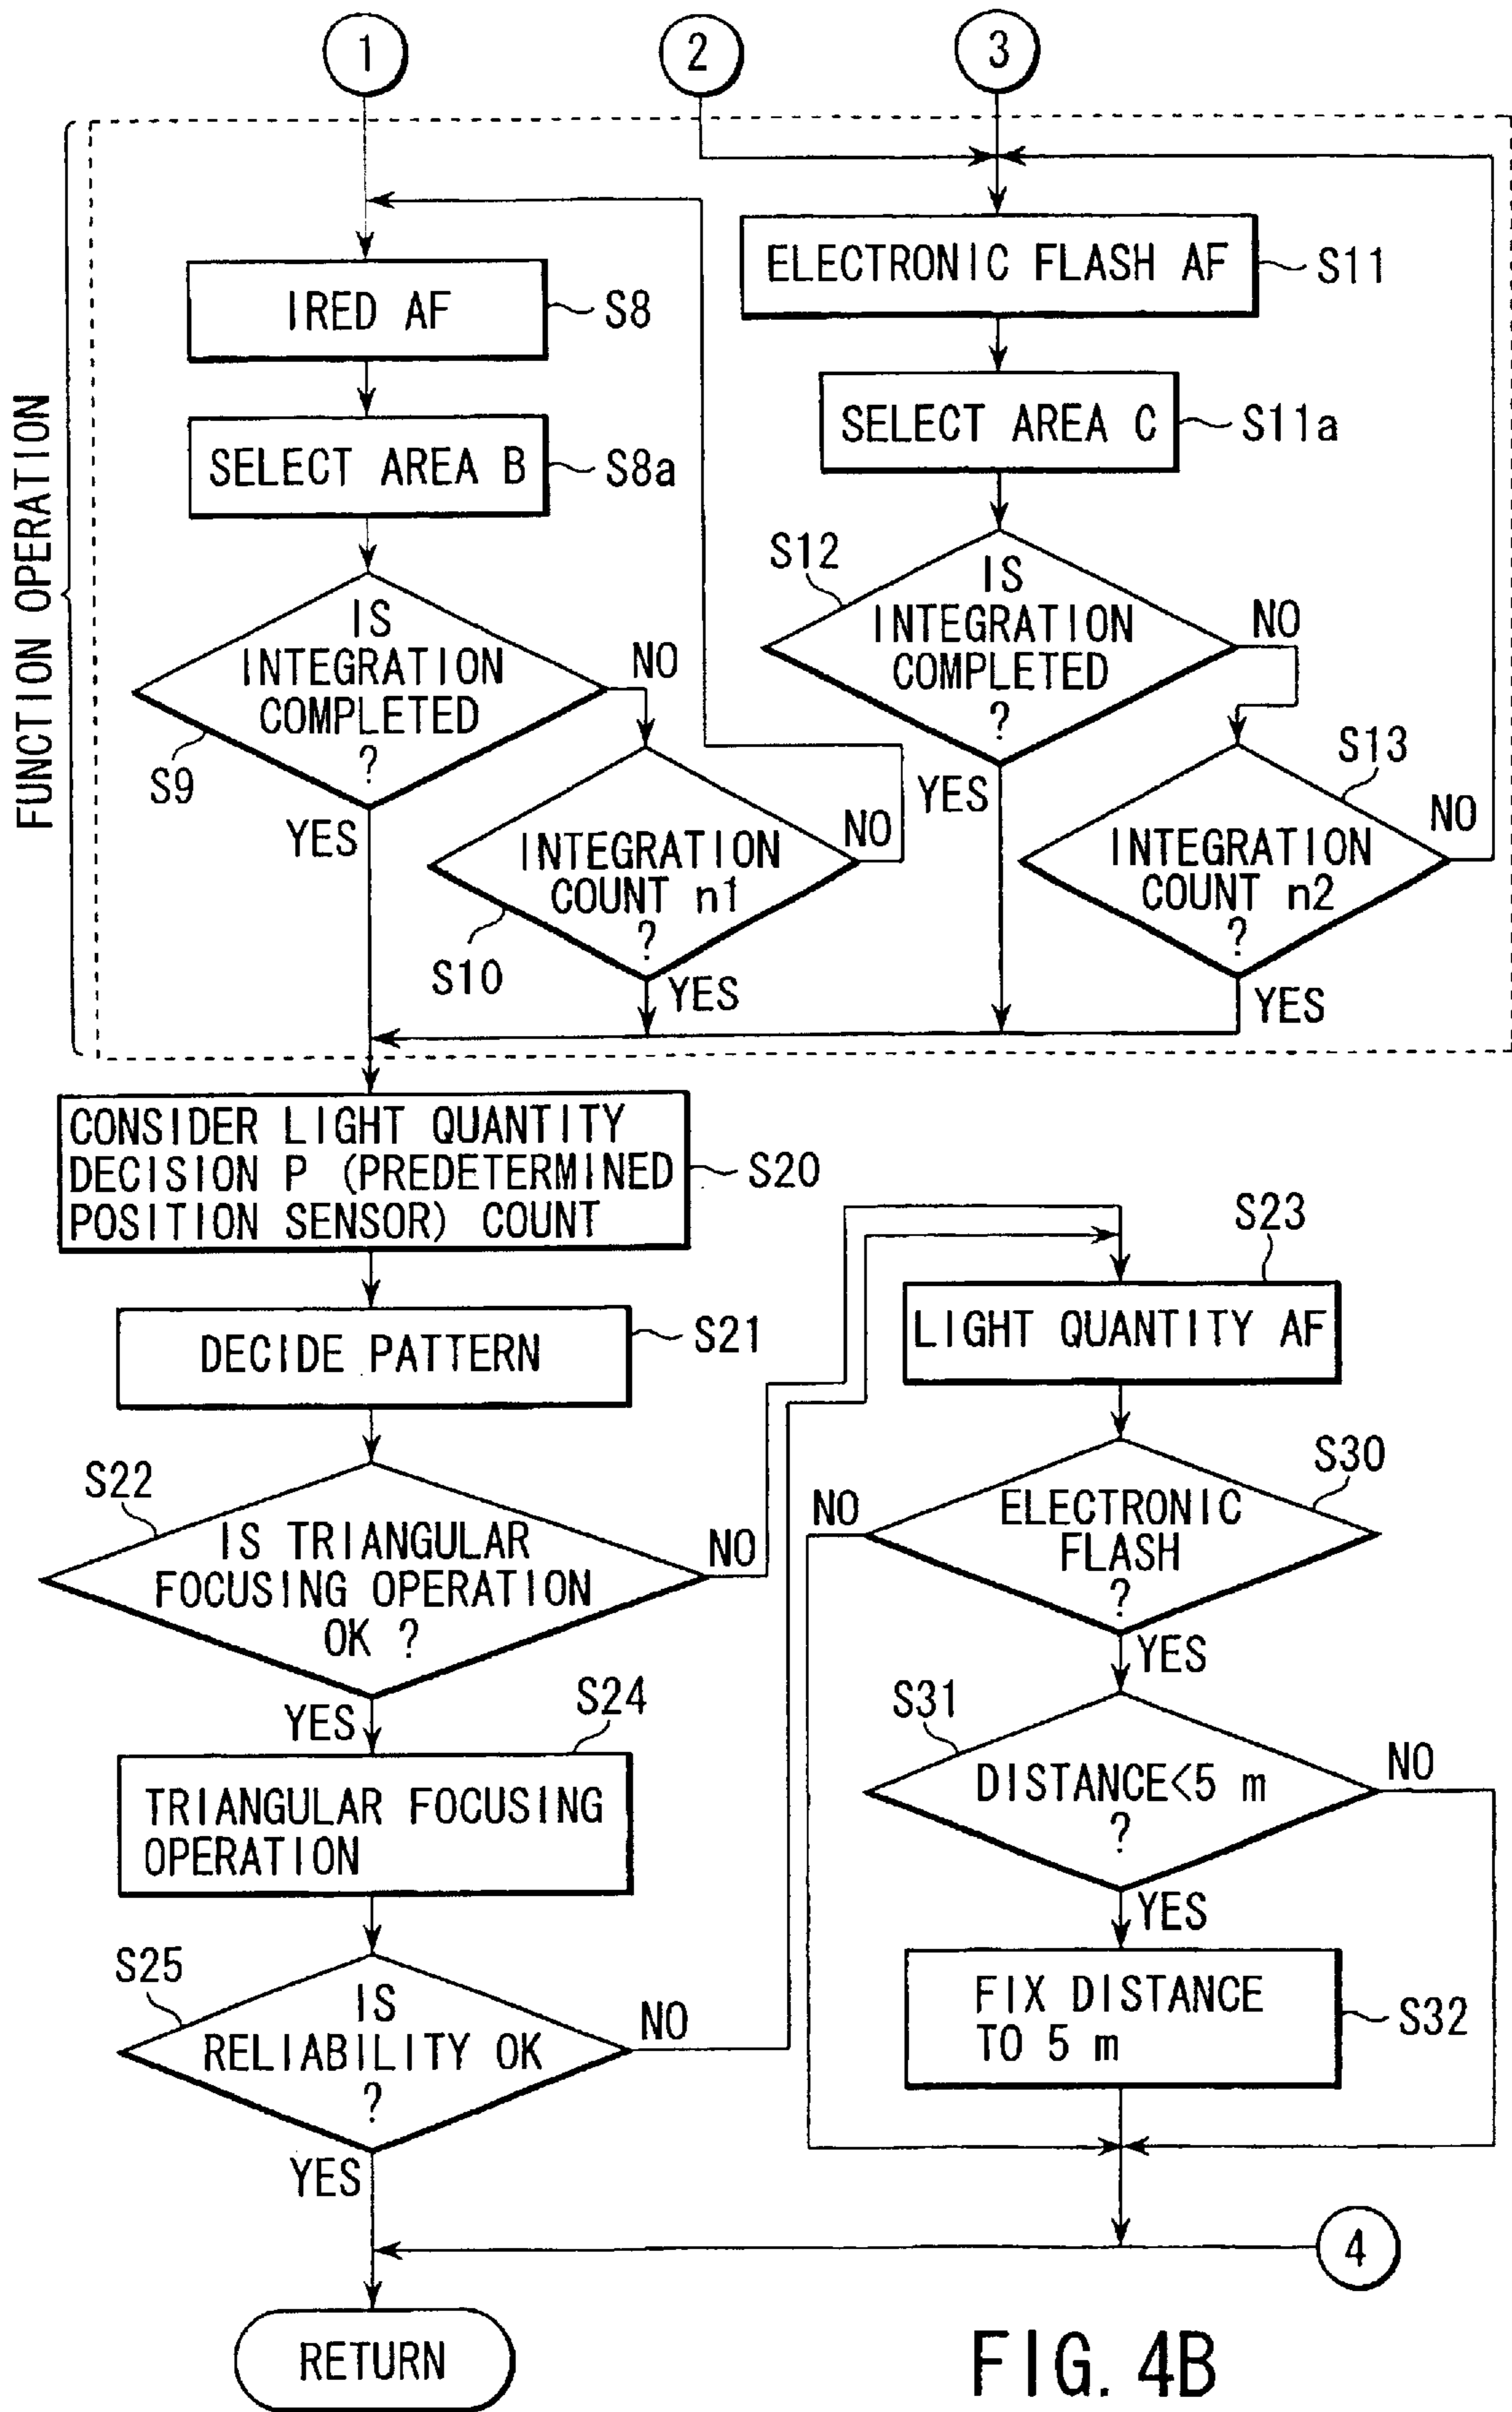 1
2
3
FUNCTION OPERATION
IRED AF
S8
SELECT AREA B
S8a
IS
INTEGRATION
COMPLETED
?
S9
NO
YES
INTEGRATION
COUNT n1
?
S10
NO
YES
ELECTRONIC FLASH AF
S11
SELECT AREA C
S11a
S12
IS
INTEGRATION
COMPLETED
?
NO
YES
S13
INTEGRATION
COUNT n2
?
NO
YES
CONSIDER LIGHT QUANTITY
DECISION P (PREDETERMINED
POSITION SENSOR) COUNT
S20
DECIDE PATTERN
S21
S22
IS TRIANGULAR
FOCUSING OPERATION
OK ?
NO
YES
S24
TRIANGULAR FOCUSING
OPERATION
S25
IS
RELIABILITY OK
?
NO
YES
S23
LIGHT QUANTITY AF
S30
ELECTRONIC
FLASH
?
NO
YES
S31
DISTANCE<5 m
?
NO
YES
FIX DISTANCE
TO 5 m
S32
4
RETURN
FIG. 4B